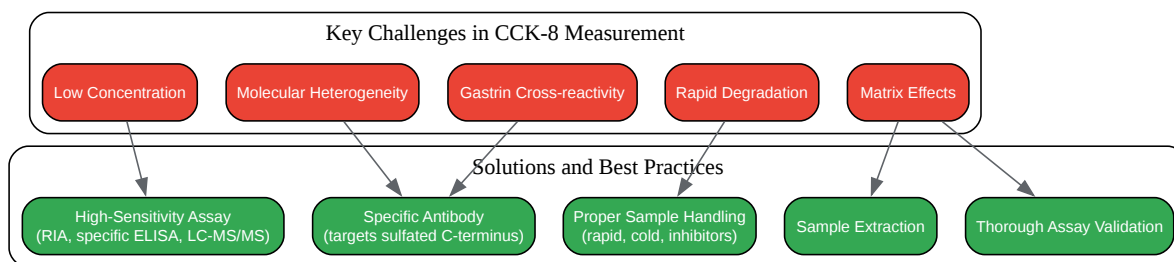 Key Challenges in CCK-8 Measurement
Low Concentration
Molecular Heterogeneity
Gastrin Cross-reactivity
Rapid Degradation
Matrix Effects
Solutions and Best Practices
High-Sensitivity Assay
(RIA, specific ELISA, LC-MS/MS)
Specific Antibody
(targets sulfated C-terminus)
Proper Sample Handling
(rapid, cold, inhibitors)
Sample Extraction
Thorough Assay Validation